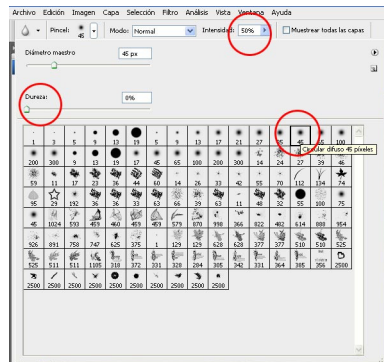 Archivo Edición Imagen Capa Selección Filtro Análisis Vista Ventana Ayuda
Pincel: 45 Modo: Normal Intensidad: 50% Muestrear todas las capas
Diámetro maestro 45 px
Dureza: 0%
1 3 5 9 13 19 5 9 13 17 21 27 35 45 65 100
Circular difuso 45 píxeles
200 300 9 13 19 17 45 65 100 200 300 14 24 27 39 46
59 11 17 23 36 44 60 14 26 33 42 55 70 112 134 74
95 29 192 36 36 33 63 66 39 63 11 48 32 55 100 75
45 1024 593 459 460 459 459 579 870 998 366 822 482 614 888 954
926 891 758 747 625 375 1 129 129 628 628 377 377 510 510 525
525 511 511 1105 318 372 331 328 284 305 342 331 364 385 356 2500
2500 2500 2500 2500 2500 2500 2500 2500 2500